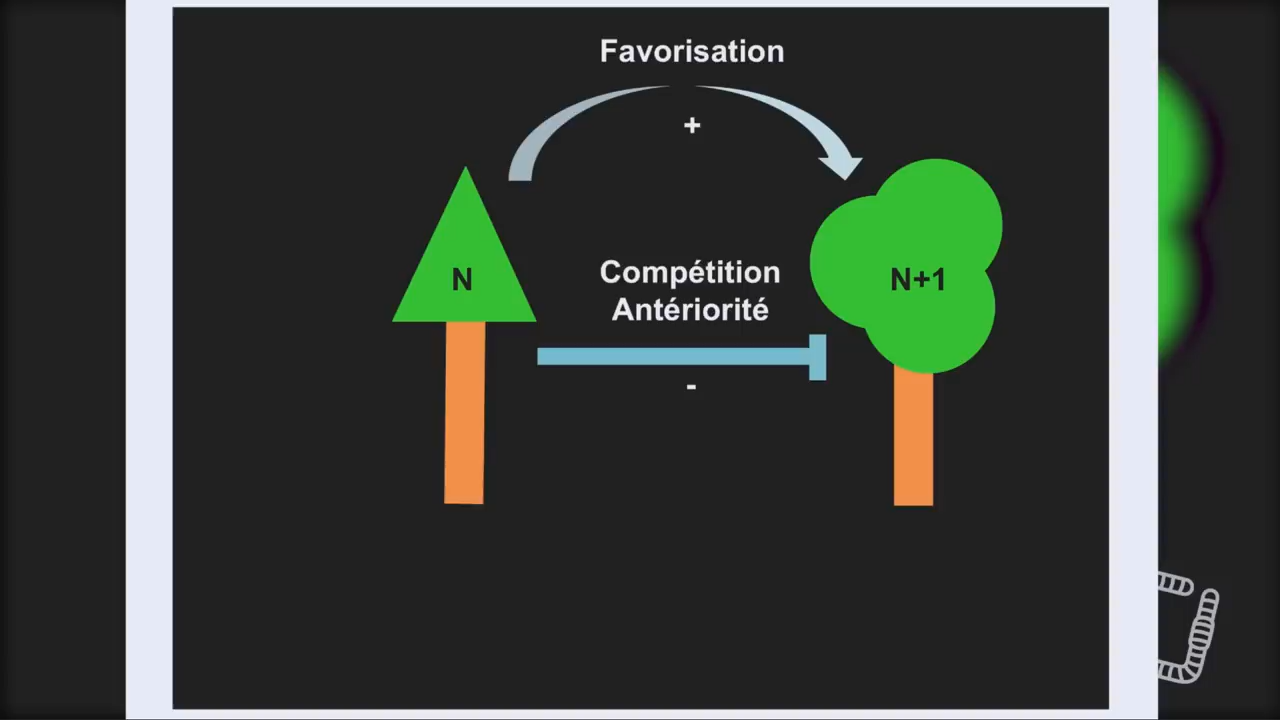 Favorisation
+
N
Compétition
Antériorité
N+1
-